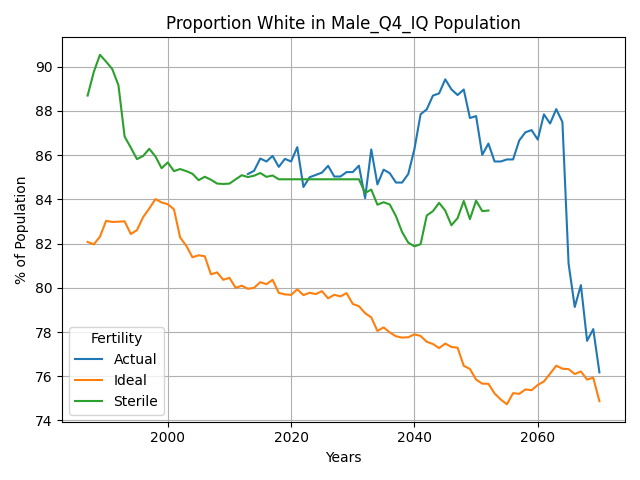 Proportion White in Male_Q4_IQ Population
% of Population
90
88
86
84
82
80
78
76
74
Fertility
Actual
Ideal
Sterile
2000
2020
2040
2060
Years